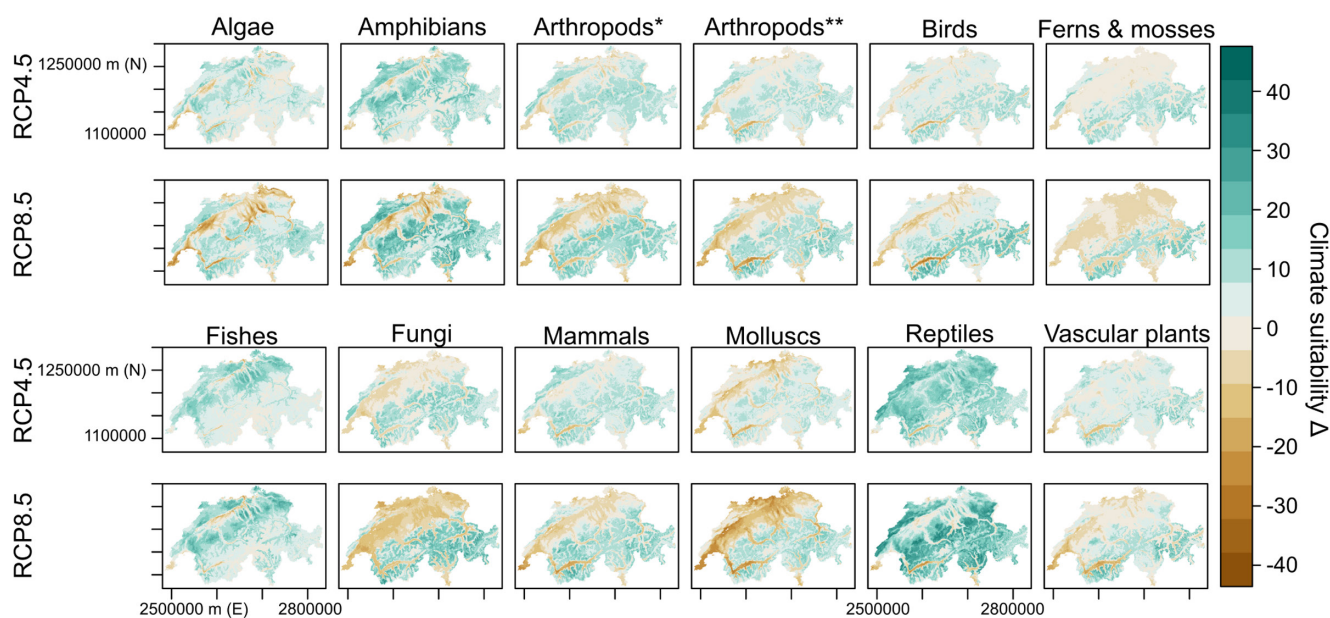 Algae Amphibians Arthropods* Arthropods** Birds Ferns & mosses
RCP4.5
1250000 m (N)
1100000
RCP8.5
Fishes Fungi Mammals Molluscs Reptiles Vascular plants
RCP4.5
1250000 m (N)
1100000
RCP8.5
2500000 m (E) 2800000 2500000 2800000
40
30
20
10
0
-10
-20
-30
-40
Climate suitability Δ